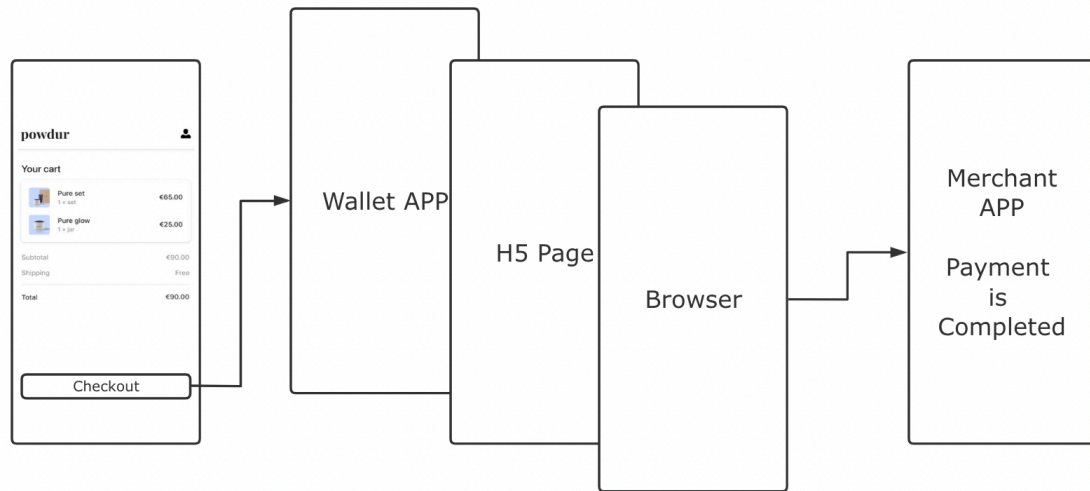 powdur
Your cart
Pure set
1 × set
€65.00
Pure glow
1 × jar
€25.00
Subtotal
€90.00
Shipping
Free
Total
€90.00
Checkout
Wallet APP
H5 Page
Browser
Merchant
APP
Payment
is
Completed